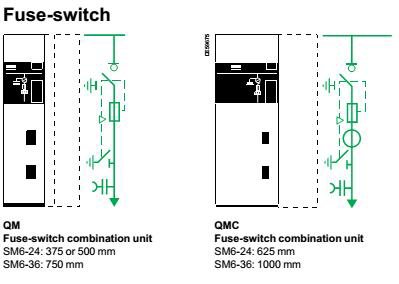 Fuse-switch
QM
Fuse-switch combination unit
SM6-24: 375 or 500 mm
SM6-36: 750 mm
QMC
Fuse-switch combination unit
SM6-24: 625 mm
SM6-36: 1000 mm